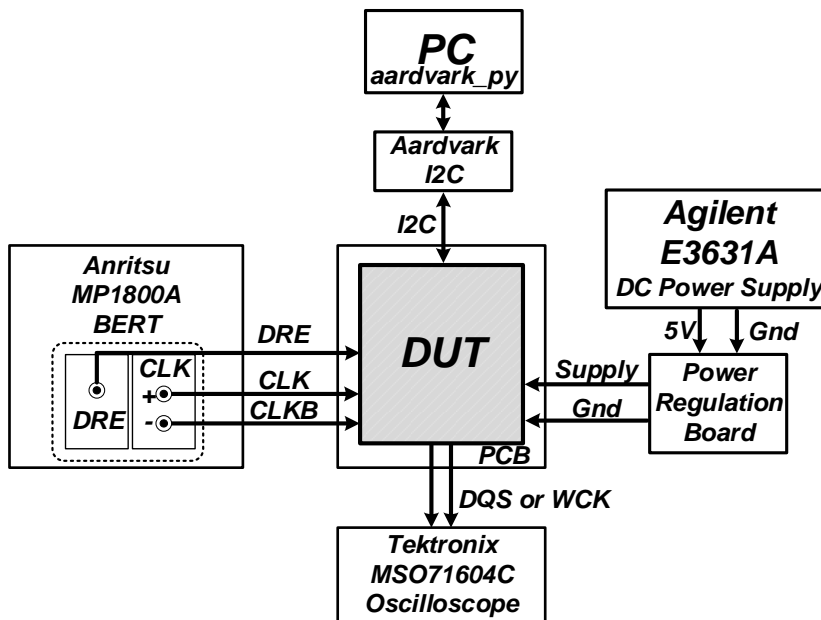 PC
aardvark_py
Aardvark
I2C
I2C
Agilent
E3631A
DC Power Supply
5V
Gnd
Anritsu
MP1800A
BERT
DRE
CLK
+
-
DRE
CLK
CLKB
DUT
PCB
Supply
Gnd
Power
Regulation
Board
DQS or WCK
Tektronix
MSO71604C
Oscilloscope